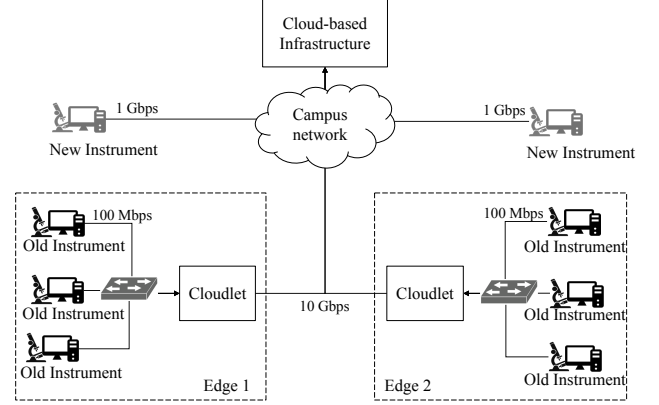 Cloud-based
Infrastructure
1 Gbps
Campus
network
1 Gbps
New Instrument
New Instrument
100 Mbps
Old Instrument
Old Instrument
Old Instrument
Cloudlet
Edge 1
10 Gbps
Cloudlet
100 Mbps
Old Instrument
Old Instrument
Old Instrument
Edge 2